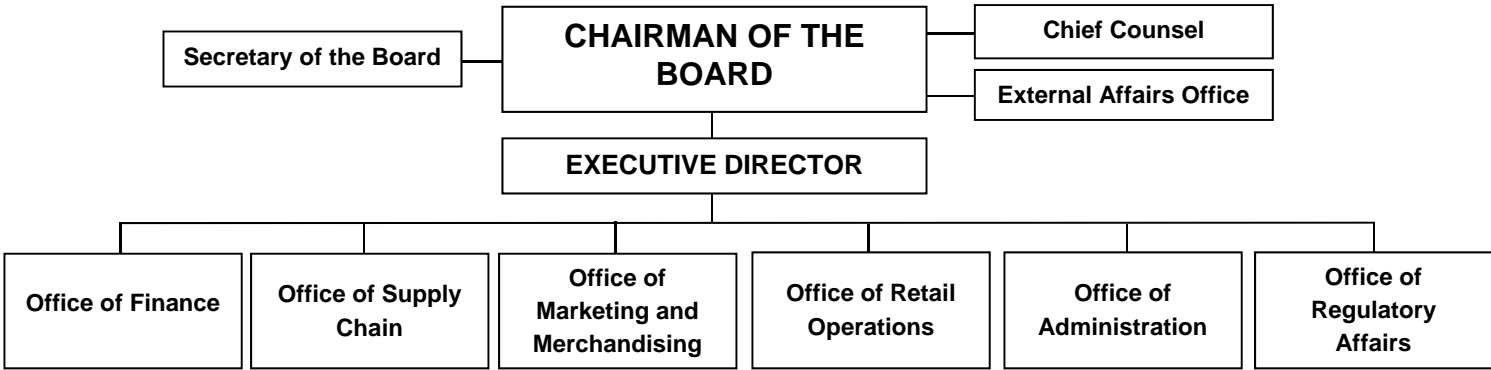 CHAIRMAN OF THE
BOARD
Secretary of the Board
Chief Counsel
External Affairs Office
EXECUTIVE DIRECTOR
Office of Finance
Office of Supply
Chain
Office of
Marketing and
Merchandising
Office of Retail
Operations
Office of
Administration
Office of
Regulatory
Affairs